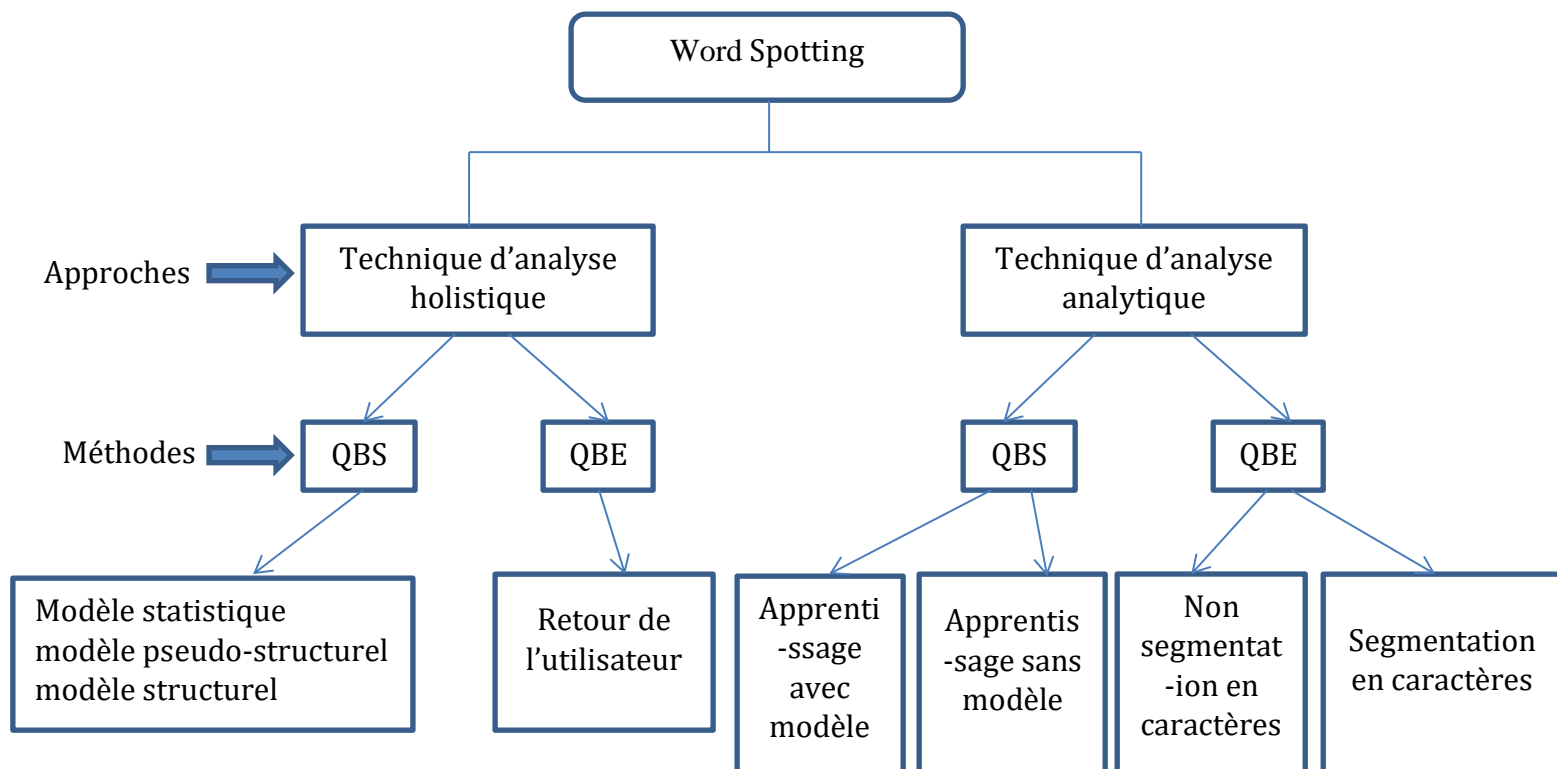 Word Spotting
Approches
Technique d’analyse
holistique
Technique d’analyse
analytique
Méthodes
QBS
QBE
QBS
QBE
Modèle statistique
modèle pseudo-structurel
modèle structurel
Retour de
l’utilisateur
Apprenti
-ssage
avec
modèle
Apprentis
-sage sans
modèle
Non
segmentat
-ion en
caractères
Segmentation
en caractères